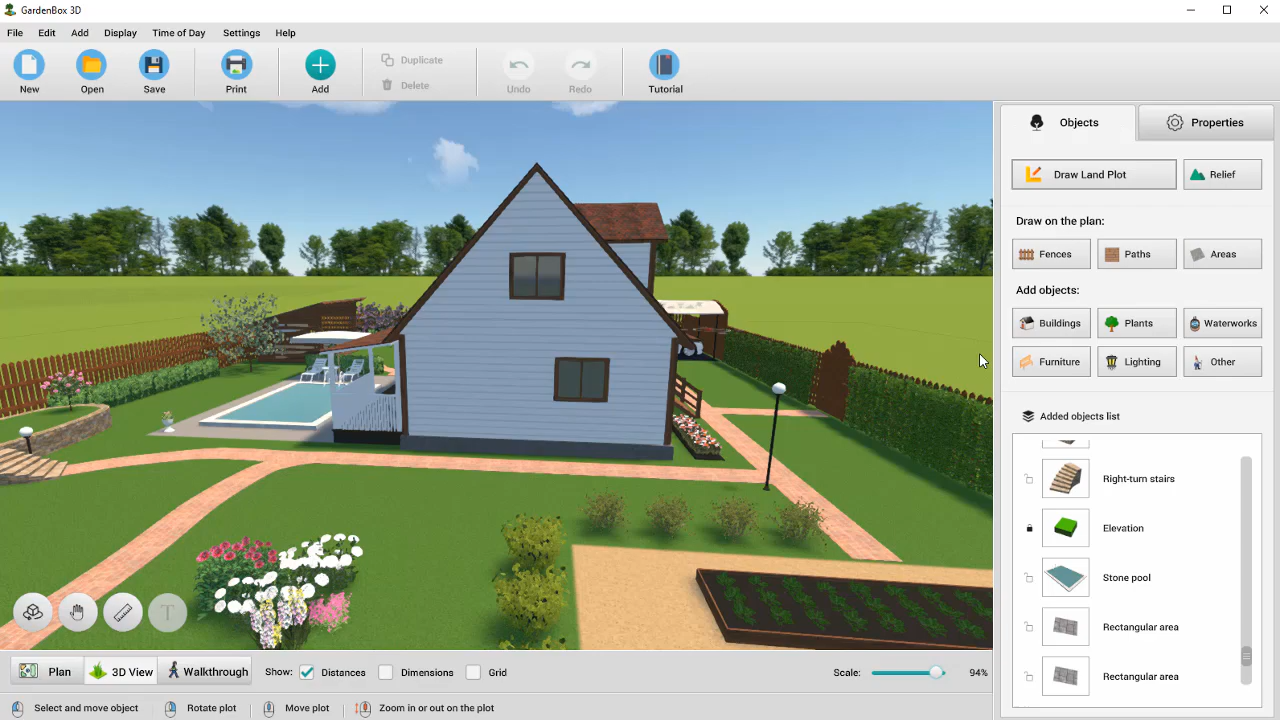 GardenBox 3D
File Edit Add Display Time of Day Settings Help
New Open Save Print Add Duplicate Delete Undo Redo Tutorial
Objects Properties
Draw Land Plot Relief
Draw on the plan:
Fences Paths Areas
Add objects:
Buildings Plants Waterworks
Furniture Lighting Other
Added objects list
Right-turn stairs
Elevation
Stone pool
Rectangular area
Rectangular area
T
Plan 3D View Walkthrough Show: Distances Dimensions Grid Scale: 94%
Select and move object Rotate plot Move plot Zoom in or out on the plot